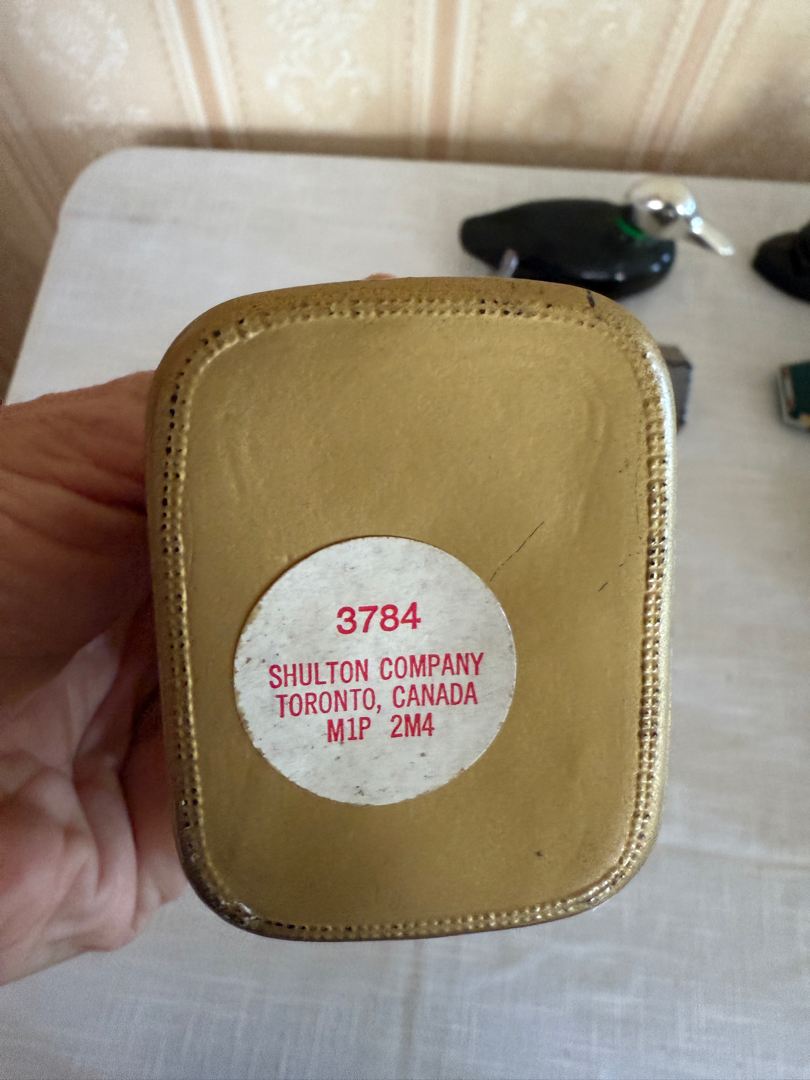 3784
SHULTON COMPANY
TORONTO, CANADA
M1P 2M4